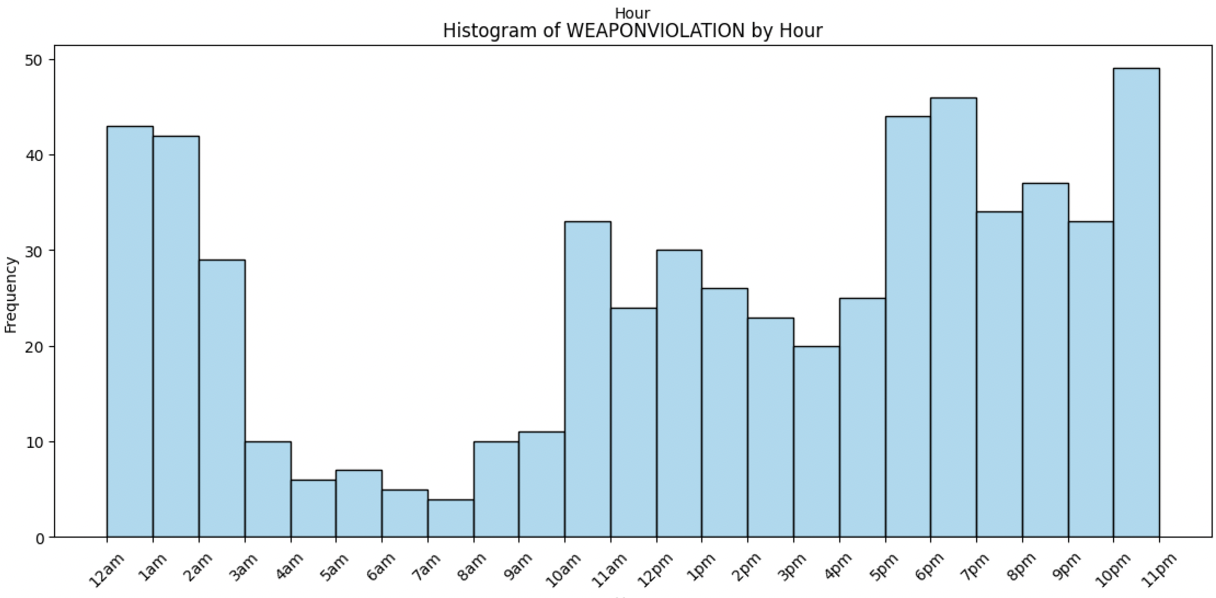 Hour
Histogram of WEAPONVIOLATION by Hour
50
40
30
20
10
0
Frequency
12am 1am 2am 3am 4am 5am 6am 7am 8am 9am 10am 11am 12pm 1pm 2pm 3pm 4pm 5pm 6pm 7pm 8pm 9pm 10pm 11pm